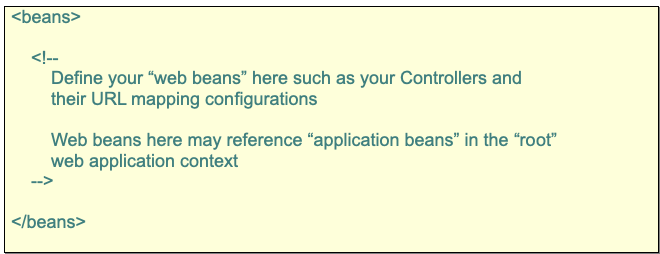 <beans>
<!--
Define your “web beans” here such as your Controllers and
their URL mapping configurations
Web beans here may reference “application beans” in the “root”
web application context
-->
</beans>